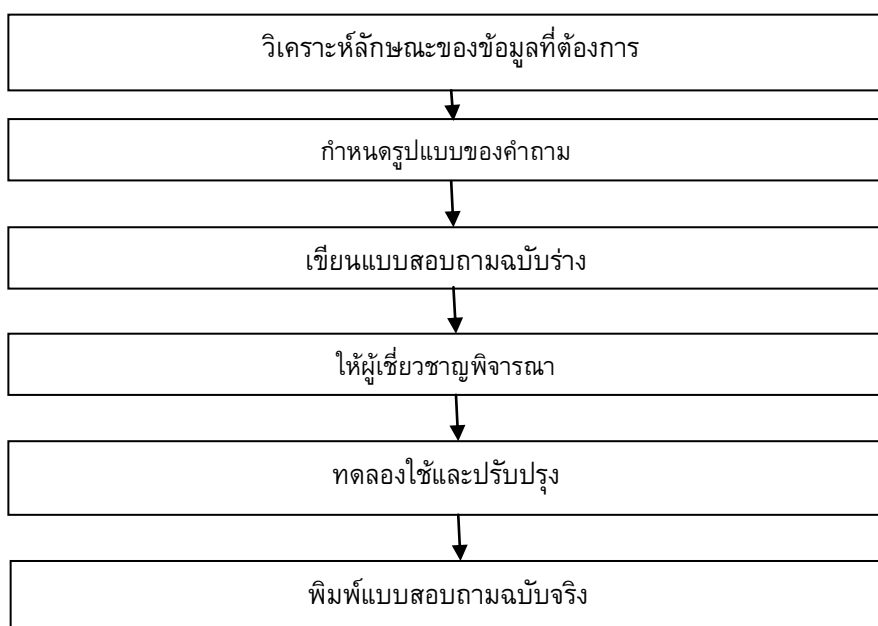 วิเคราะห์ลักษณะของข้อมูลที่ต้องการ
กำหนดรูปแบบของคำถาม
เขียนแบบสอบถามฉบับร่าง
ให้ผู้เชี่ยวชาญพิจารณา
ทดลองใช้และปรับปรุง
พิมพ์แบบสอบถามฉบับจริง